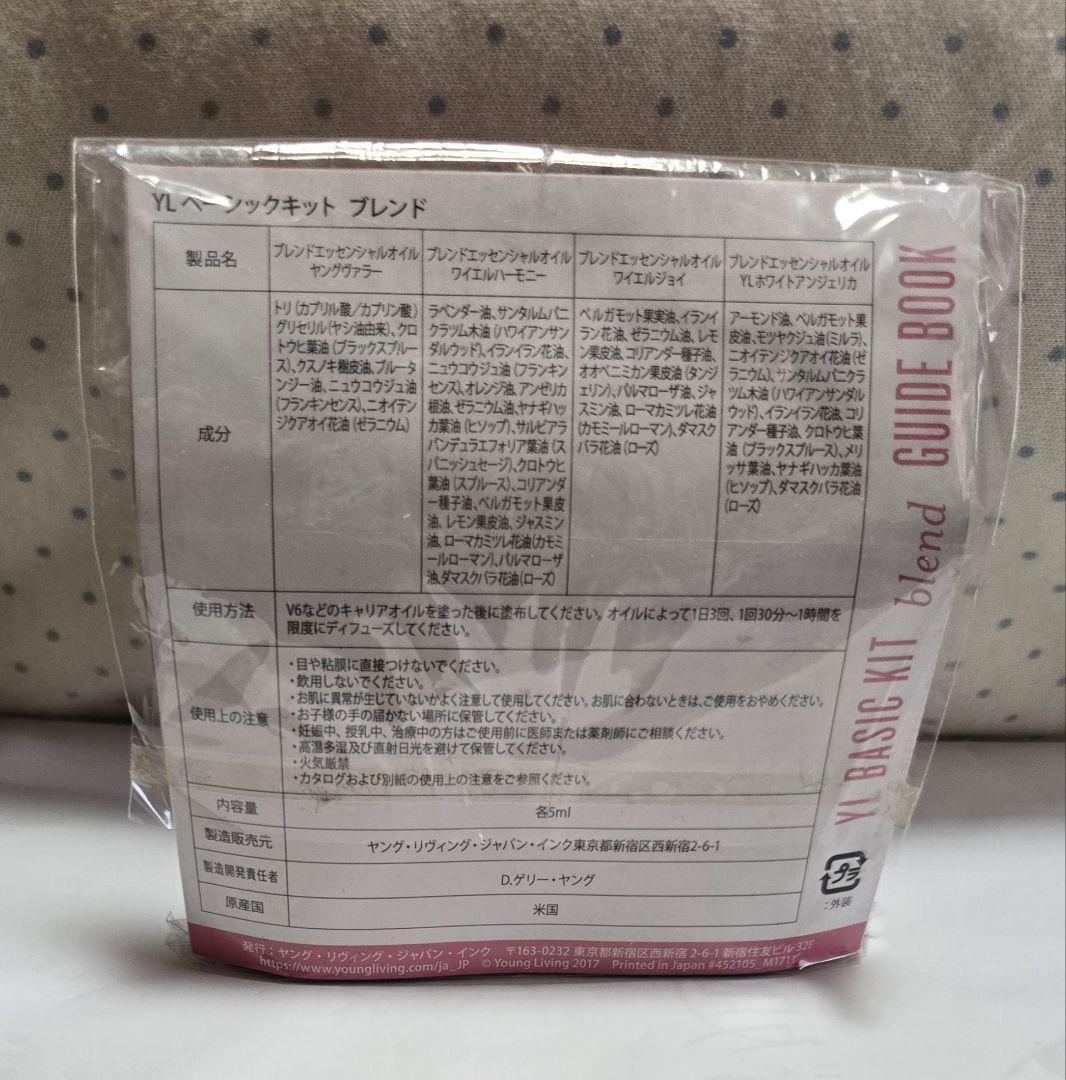 YL ベーシックキット ブレンド
製品名
ブレンドエッセンシャルオイル
ヤングヴァラー
ブレンドエッセンシャルオイル
ワイエルハーモニー
ブレンドエッセンシャルオイル
ワイエルジョイ
ブレンドエッセンシャルオイル
YLホワイトアンジェリカ
成分
トリ(カプリル酸/カプリン酸)
グリセリル(ヤシ油由来)、クロ
トウヒ葉油(ブラックスプルー
ス)、クスノキ樹皮油、ブルータ
ンジー油、ニュウコウジュ油
(フランキンセンス)、ニオイテン
ジクアオイ花油(ゼラニウム)
ラベンダー油、サンタルムパニ
クラツム木油(ハワイアンサン
ダルウッド)、イランイラン花油、
ニュウコウジュ油(フランキン
センス)、オレンジ油、アンゼリカ
根油、ゼラニウム油、ヤナギハッ
カ葉油(ヒソップ)、サルビアラ
バンデュラエフォリア葉油(ス
パニッシュセージ)、クロトウヒ
葉油(スプルース)、コリアンダ
ー種子油、ベルガモット果皮
油、レモン果皮油、ジャスミン
油、ローマカミツレ花油(カモミ
ールローマン)、パルマローザ
油、ダマスクバラ花油(ローズ)
ベルガモット果実油、イランイ
ラン花油、ゼラニウム油、レモ
ン果皮油、コリアンダー種子油、
オオベニミカン果皮油(タンジ
ェリン)、パルマローザ油、ジャ
スミン油、ローマカミツレ花油
(カモミールローマン)、ダマスク
バラ花油(ローズ)
アーモンド油、ベルガモット果
皮油、モツヤクジュ油(ミルラ)、
ニオイテンジクアオイ花油(ゼ
ラニウム)、サンタルムパニクラ
ツム木油(ハワイアンサンダル
ウッド)、イランイラン花油、コリ
アンダー種子油、クロトウヒ葉
油(ブラックスプルース)、メリ
ッサ葉油、ヤナギハッカ葉油
(ヒソップ)、ダマスクバラ花油
(ローズ)
使用方法
V6などのキャリアオイルを塗った後に塗布してください。オイルによって1日3回、1回30分〜1時間を
限度にディフューズしてください。
使用上の注意
・目や粘膜に直接つけないでください。
・飲用しないでください。
・お肌に異常が生じていないかよく注意して使用してください。お肌に合わないときは、ご使用をおやめください。
・お子様の手の届かない場所に保管してください。
・妊娠中、授乳中、治療中の方はご使用前に医師または薬剤師にご相談ください。
・高温多湿及び直射日光を避けて保管してください。
・火気厳禁
・カタログおよび別紙の使用上の注意をご参照ください。
内容量
各5ml
製造販売元
ヤング・リヴィング・ジャパン・インク東京都新宿区西新宿2-6-1
製造開発責任者
D.ゲリー・ヤング
原産国
米国
YL BASIC KIT blend GUIDE BOOK
プラ
:外装
発行:ヤング・リヴィング・ジャパン・インク 〒163-0232 東京都新宿区西新宿 2-6-1 新宿住友ビル 32F
https://www.youngliving.com/ja_JP © Young Living 2017 Printed in Japan #452105